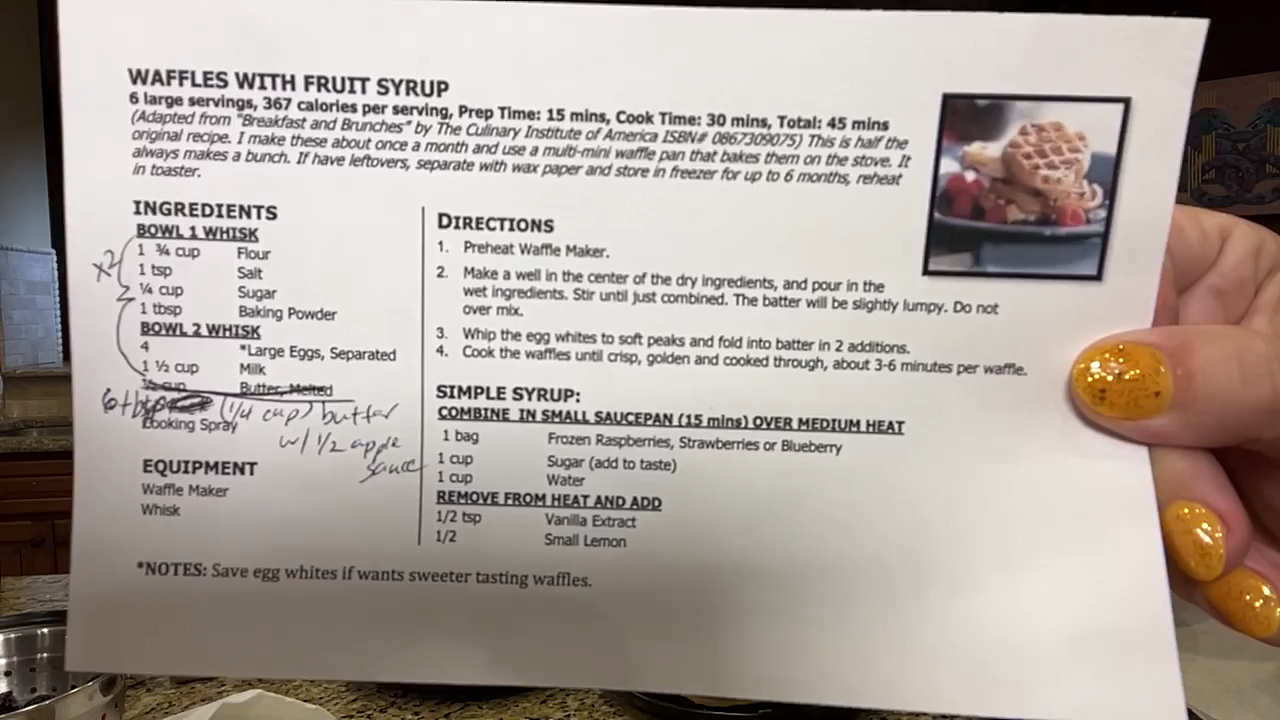 WAFFLES WITH FRUIT SYRUP
6 large servings, 367 calories per serving, Prep Time: 15 mins, Cook Time: 30 mins, Total: 45 mins
(Adapted from "Breakfast and Brunches" by The Culinary Institute of America ISBN# 0867309075) This is half the
original recipe. I make these about once a month and use a multi-mini waffle pan that bakes them on the stove. It
always makes a bunch. If have leftovers, separate with wax paper and store in freezer for up to 6 months, reheat
in toaster.
INGREDIENTS
BOWL 1 WHISK
x2
1 ¾ cup Flour
1 tsp Salt
¼ cup Sugar
1 tbsp Baking Powder
BOWL 2 WHISK
4 *Large Eggs, Separated
1 ½ cup Milk
½ cup Butter, Melted
6 tbsp (1/4 cup) butter
Cooking Spray
w/ 1/2 apple
sauce
EQUIPMENT
Waffle Maker
Whisk
DIRECTIONS
1. Preheat Waffle Maker.
2. Make a well in the center of the dry ingredients, and pour in the
wet ingredients. Stir until just combined. The batter will be slightly lumpy. Do not
over mix.
3. Whip the egg whites to soft peaks and fold into batter in 2 additions.
4. Cook the waffles until crisp, golden and cooked through, about 3-6 minutes per waffle.
SIMPLE SYRUP:
COMBINE IN SMALL SAUCEPAN (15 mins) OVER MEDIUM HEAT
1 bag Frozen Raspberries, Strawberries or Blueberry
1 cup Sugar (add to taste)
1 cup Water
REMOVE FROM HEAT AND ADD
1/2 tsp Vanilla Extract
1/2 Small Lemon
*NOTES: Save egg whites if wants sweeter tasting waffles.